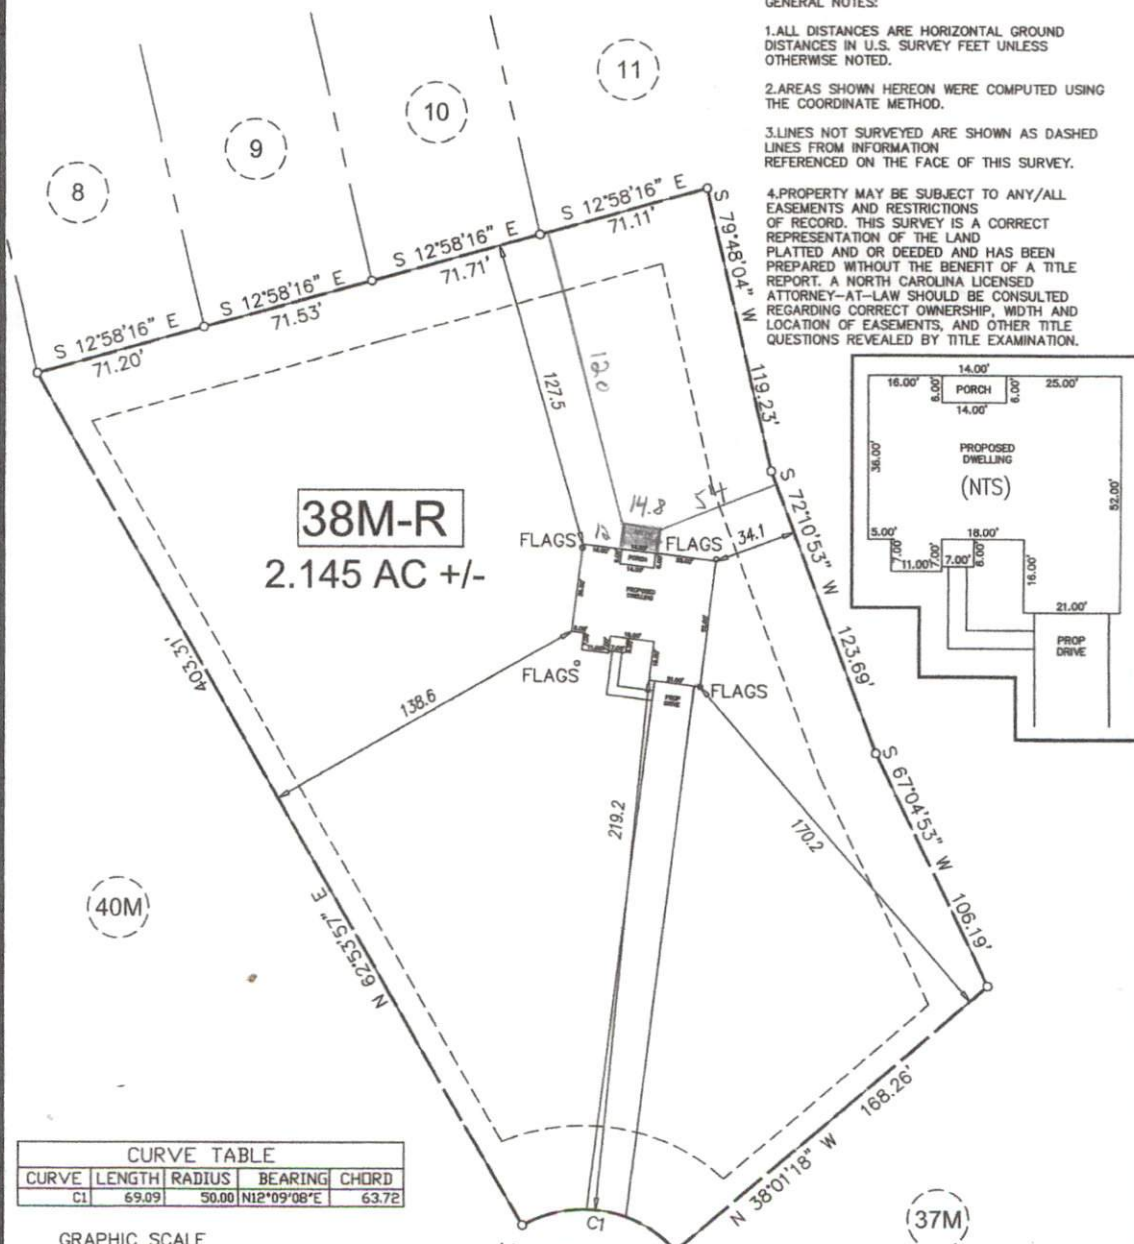 GENERAL NOTES:
1.ALL DISTANCES ARE HORIZONTAL GROUND
DISTANCES IN U.S. SURVEY FEET UNLESS
OTHERWISE NOTED.
2.AREAS SHOWN HEREON WERE COMPUTED USING
THE COORDINATE METHOD.
3.LINES NOT SURVEYED ARE SHOWN AS DASHED
LINES FROM INFORMATION
REFERENCED ON THE FACE OF THIS SURVEY.
4.PROPERTY MAY BE SUBJECT TO ANY/ALL
EASEMENTS AND RESTRICTIONS
OF RECORD. THIS SURVEY IS A CORRECT
REPRESENTATION OF THE LAND
PLATTED AND OR DEEDED AND HAS BEEN
PREPARED WITHOUT THE BENEFIT OF A TITLE
REPORT. A NORTH CAROLINA LICENSED
ATTORNEY-AT-LAW SHOULD BE CONSULTED
REGARDING CORRECT OWNERSHIP, WIDTH AND
LOCATION OF EASEMENTS, AND OTHER TITLE
QUESTIONS REVEALED BY TITLE EXAMINATION.
8
9
10
11
S 12°58'16" E
71.20'
S 12°58'16" E
71.53'
S 12°58'16" E
71.71'
S 12°58'16" E
71.11'
S 79°48'04" W
119.23'
S 72°10'53" W
123.69'
S 67°04'53" W
106.19'
N 38°01'18" W
168.26'
403.31'
N 62°53'57" E
127.5
120
54
14.8
12
34.1
38M-R
2.145 AC +/-
FLAGS
FLAGS
FLAGS
FLAGS
PORCH
PROPOSED
DWELLING
PROP
DRIVE
138.6
219.2
170.2
14.00'
16.00'
6.00'
PORCH
6.00'
25.00'
14.00'
36.00'
PROPOSED
DWELLING
(NTS)
52.00'
5.00'
7.00'
11.00'
7.00'
18.00'
7.00'
6.00'
16.00'
21.00'
PROP
DRIVE
40M
37M
C1
CURVE TABLE
CURVE LENGTH RADIUS BEARING CHORD
C1 69.09 50.00 N12°09'08"E 63.72
GRAPHIC SCALE